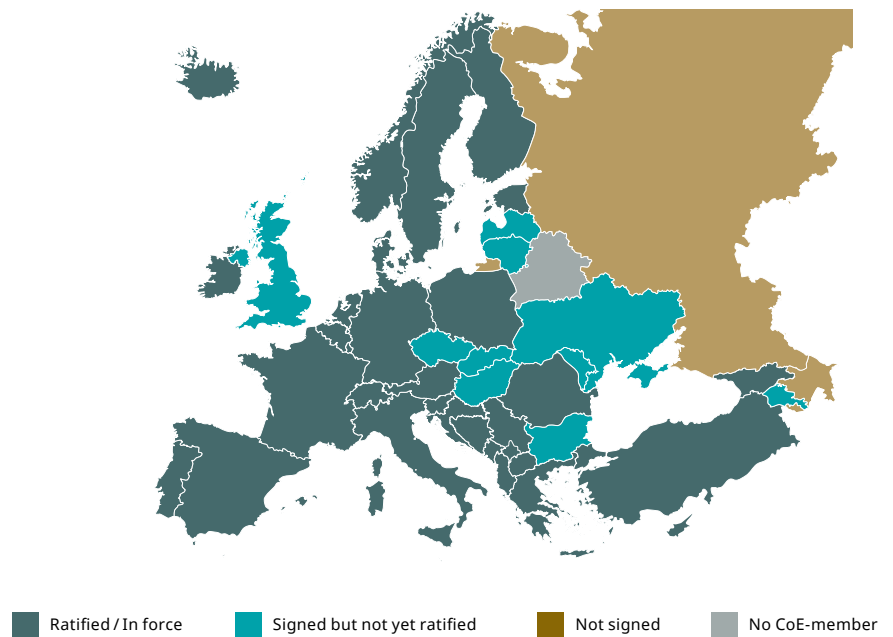 Ratified / In force
Signed but not yet ratified
Not signed
No CoE-member